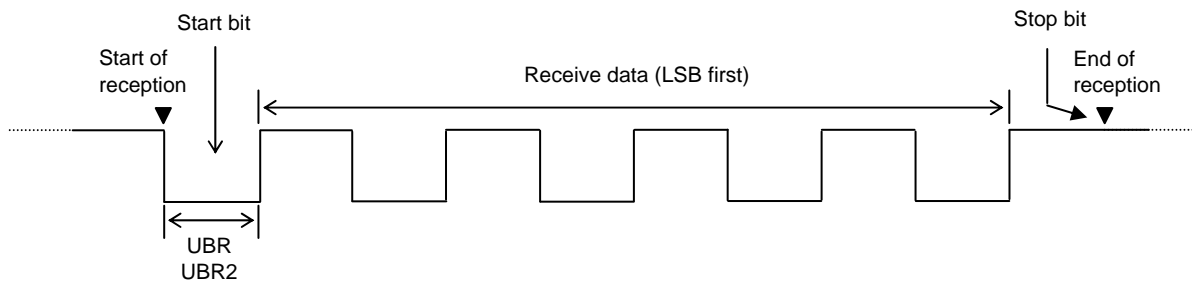 Start bit
Stop bit
Start of
reception
Receive data (LSB first)
End of
reception
UBR
UBR2